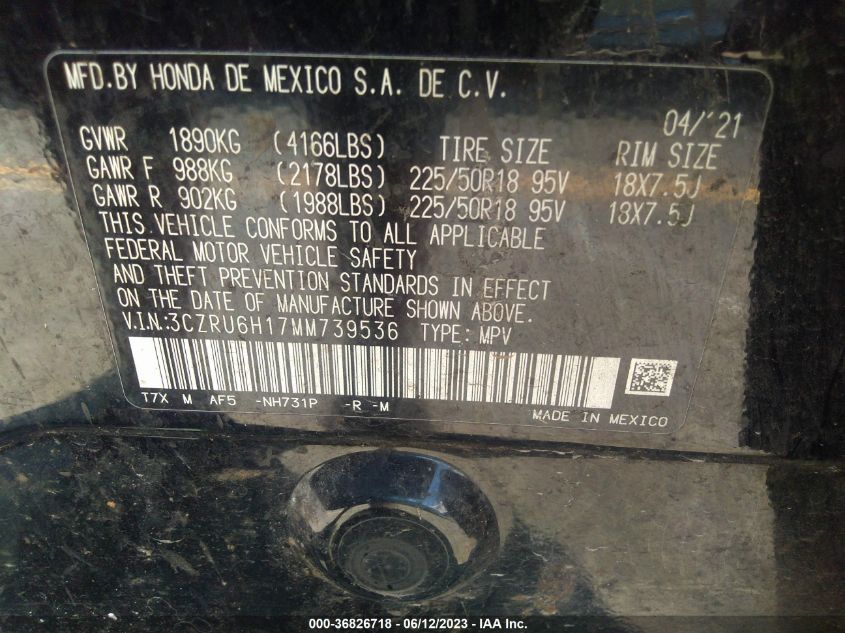 MFD.BY HONDA DE MEXICO S.A. DE C.V.
04/'21
GVWR 1890KG (4166LBS) TIRE SIZE RIM SIZE
GAWR F 988KG (2178LBS) 225/50R18 95V 18X7.5J
GAWR R 902KG (1988LBS) 225/50R18 95V 18X7.5J
THIS VEHICLE CONFORMS TO ALL APPLICABLE
FEDERAL MOTOR VEHICLE SAFETY
AND THEFT PREVENTION STANDARDS IN EFFECT
ON THE DATE OF MANUFACTURE SHOWN ABOVE.
V.I.N.:3CZRU6H17MM739536 TYPE: MPV
T7X M AF5 -NH731P -R -M
MADE IN MEXICO
000-36826718 - 06/12/2023 - IAA Inc.